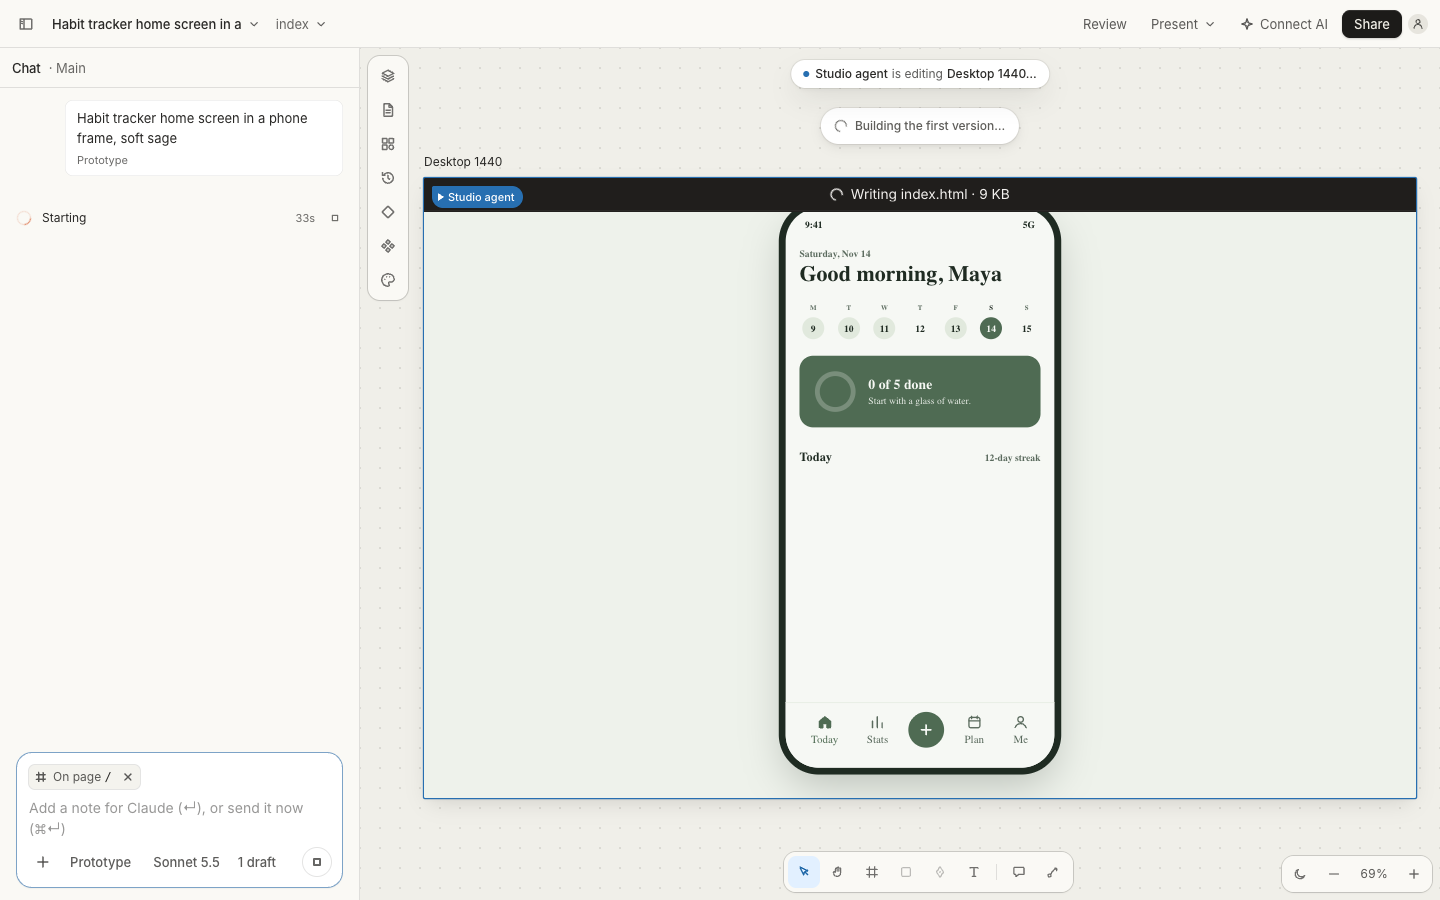 Habit tracker home screen in a
index
Review
Present
Connect AI
Share
Chat · Main
Habit tracker home screen in a phone
frame, soft sage
Prototype
Starting
33s
Studio agent is editing Desktop 1440...
Building the first version...
Desktop 1440
Studio agent
Writing index.html · 9 KB
9:41
5G
Saturday, Nov 14
Good morning, Maya
M T W T F S S
9 10 11 12 13 14 15
0 of 5 done
Start with a glass of water.
Today
12-day streak
Today
Stats
Plan
Me
On page /
Add a note for Claude (↵), or send it now
(⌘↵)
Prototype
Sonnet 5.5
1 draft
69%